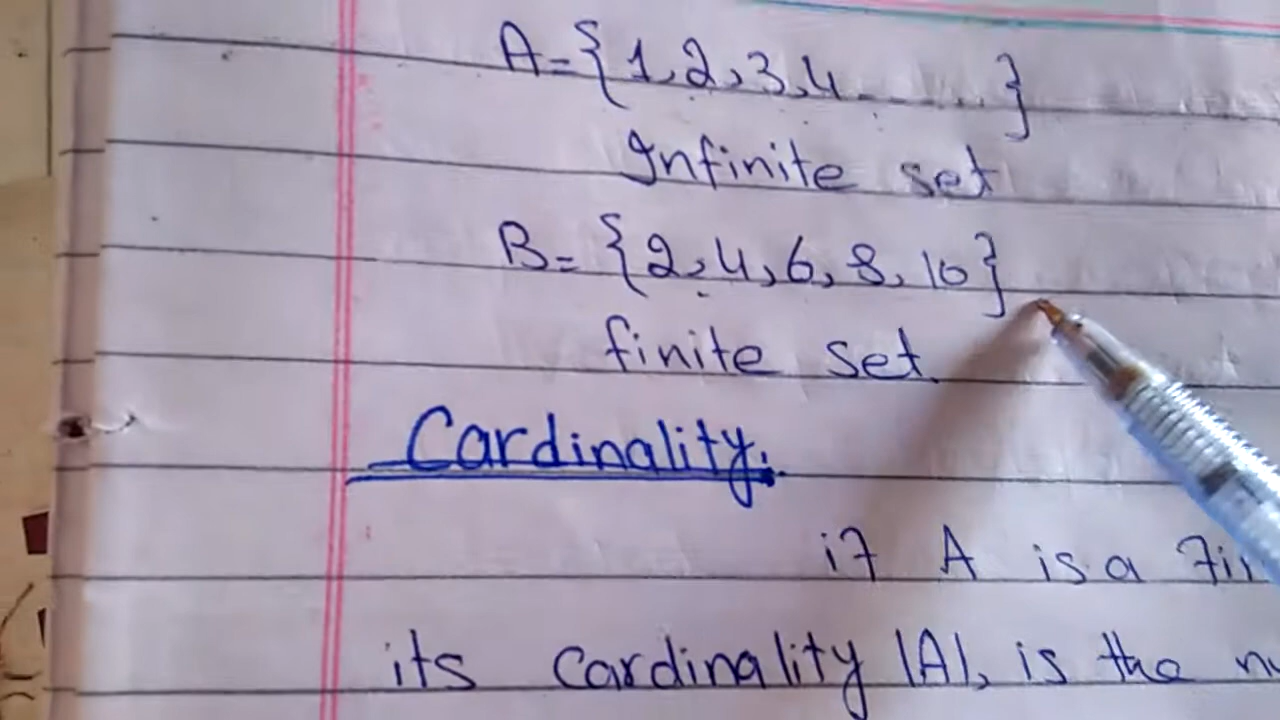 A={1,2,3,4.......}
Infinite set
B={2,4,6,8,10}
finite set.
Cardinality:
if A is a
its cardinality |A|, is the